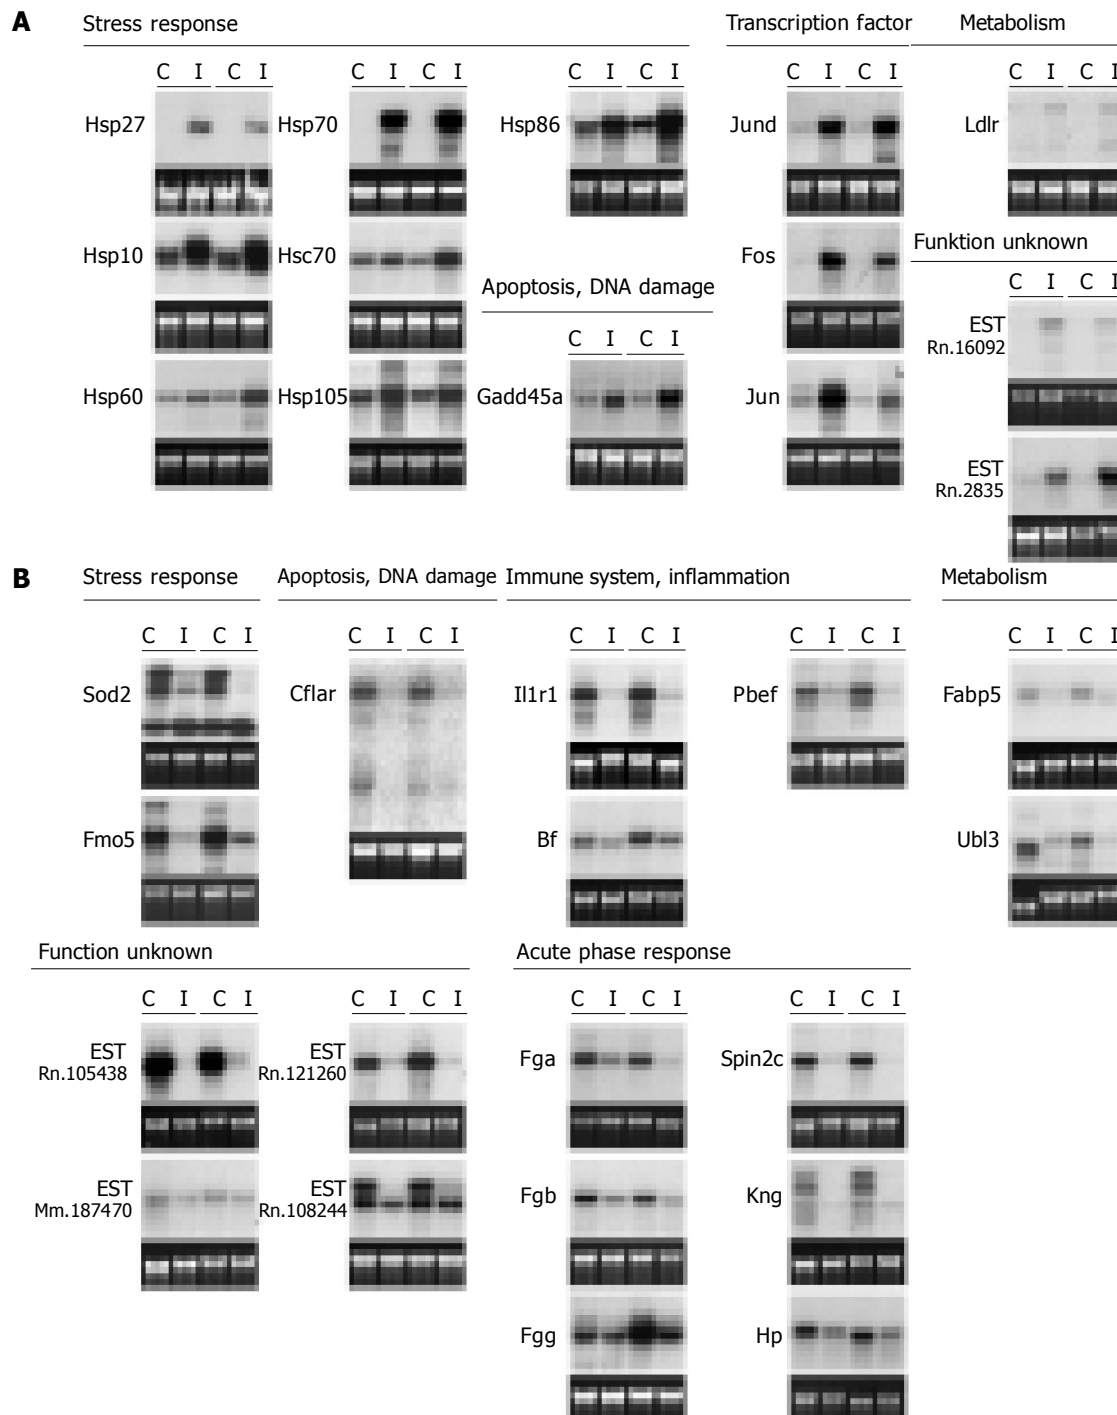 A
Stress response
Transcription factor
Metabolism
C I C I
C I C I
C I C I
C I C I
C I C I
Hsp27
Hsp70
Hsp86
Jund
Ldlr
Hsp10
Hsc70
Fos
Funktion unknown
Apoptosis, DNA damage
C I C I
C I C I
EST
Rn.16092
Hsp60
Hsp105
Gadd45a
Jun
EST
Rn.2835
B
Stress response
Apoptosis, DNA damage
Immune system, inflammation
Metabolism
C I C I
C I C I
C I C I
C I C I
C I C I
Sod2
Cflar
Il1r1
Pbef
Fabp5
Fmo5
Bf
Ubl3
Function unknown
Acute phase response
C I C I
C I C I
C I C I
C I C I
EST
Rn.105438
EST
Rn.121260
Fga
Spin2c
EST
Mm.187470
EST
Rn.108244
Fgb
Kng
Fgg
Hp